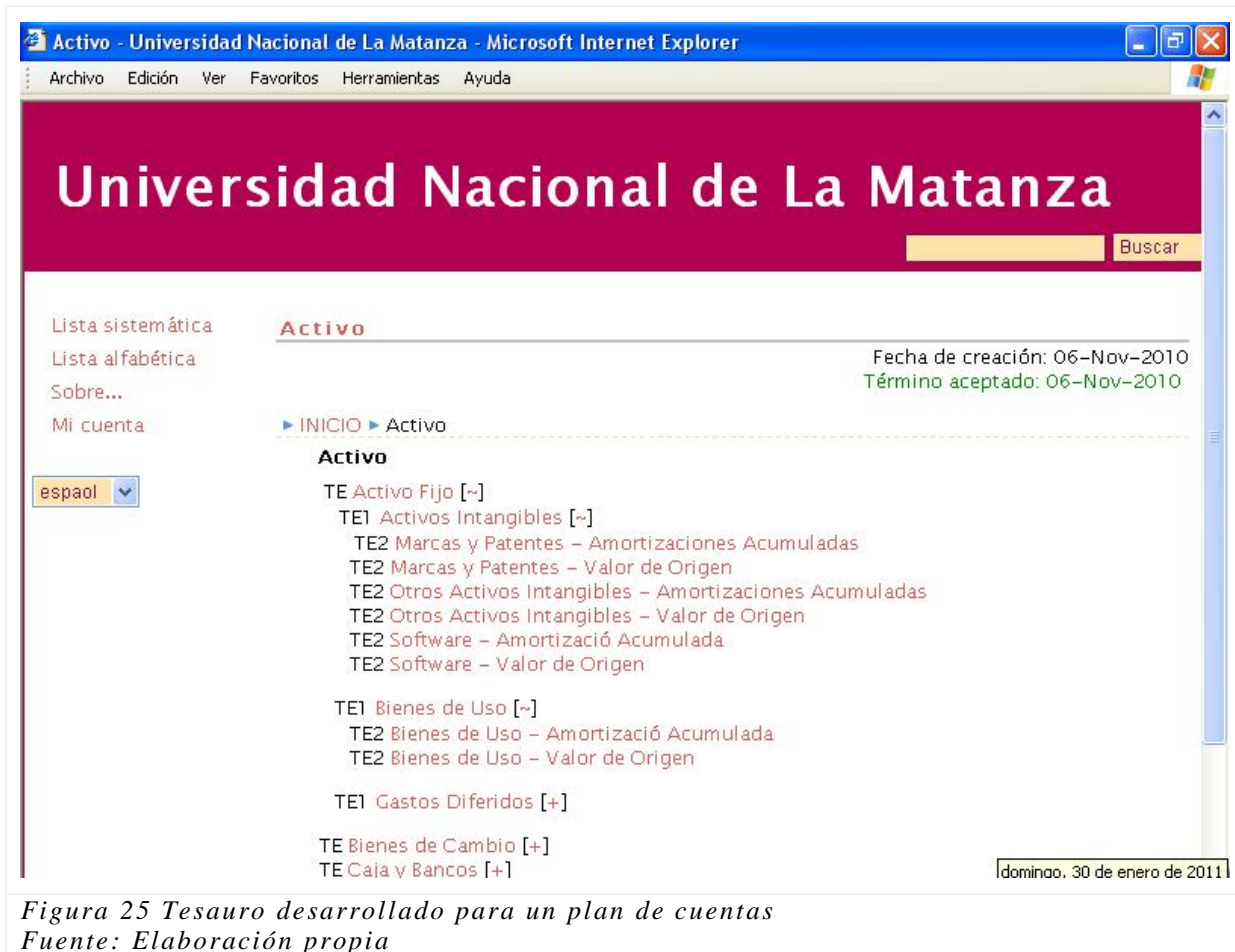 Activo - Universidad Nacional de La Matanza - Microsoft Internet Explorer
Archivo Edición Ver Favoritos Herramientas Ayuda
Universidad Nacional de La Matanza
Buscar
Lista sistemática
Lista alfabética
Sobre...
Mi cuenta
espaol
Activo
Fecha de creación: 06-Nov-2010
Término aceptado: 06-Nov-2010
► INICIO ► Activo
Activo
TE Activo Fijo [~]
TE1 Activos Intangibles [~]
TE2 Marcas y Patentes - Amortizaciones Acumuladas
TE2 Marcas y Patentes - Valor de Origen
TE2 Otros Activos Intangibles - Amortizaciones Acumuladas
TE2 Otros Activos Intangibles - Valor de Origen
TE2 Software - Amortizació Acumulada
TE2 Software - Valor de Origen
TE1 Bienes de Uso [~]
TE2 Bienes de Uso - Amortizació Acumulada
TE2 Bienes de Uso - Valor de Origen
TE1 Gastos Diferidos [+]
TE Bienes de Cambio [+]
TE Caja y Bancos [+]
domingo, 30 de enero de 2011
Figura 25 Tesauro desarrollado para un plan de cuentas
Fuente: Elaboración propia